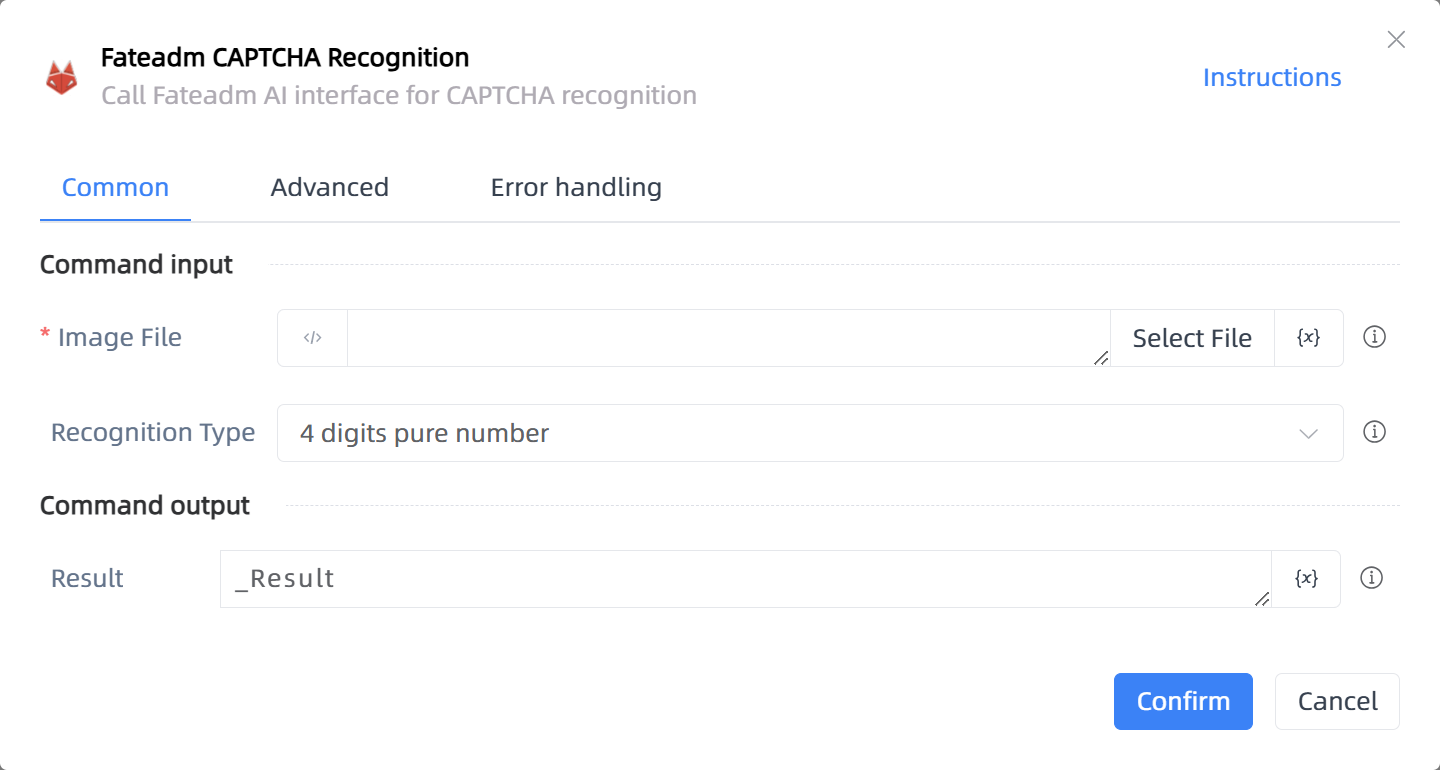 Fateadm CAPTCHA Recognition
Call Fateadm AI interface for CAPTCHA recognition
Instructions
Common Advanced Error handling
Command input
* Image File </> Select File {x}
Recognition Type 4 digits pure number
Command output
Result _Result {x}
Confirm Cancel